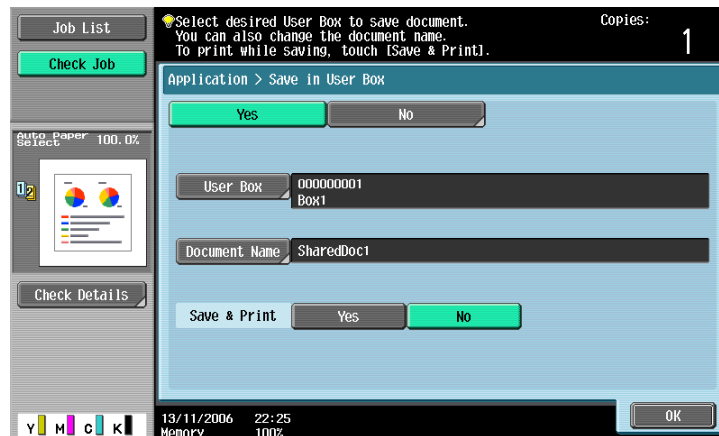 Job List
Check Job
Select desired User Box to save document.
You can also change the document name.
To print while saving, touch [Save & Print].
Copies:
1
Application > Save in User Box
Yes
No
Auto Paper
Select
100.0%
1 2
User Box
000000001
Box1
Document Name
SharedDoc1
Check Details
Save & Print
Yes
No
OK
Y M C K
13/11/2006 22:25
Memory 100%